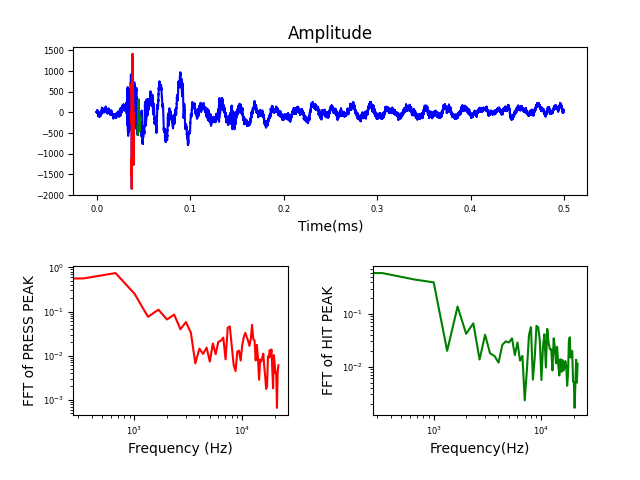 Amplitude
1500
1000
500
0
−500
−1000
−1500
−2000
0.0 0.1 0.2 0.3 0.4 0.5
Time(ms)
FFT of PRESS PEAK
10⁰
10⁻¹
10⁻²
10⁻³
10³ 10⁴
Frequency (Hz)
FFT of HIT PEAK
10⁻¹
10⁻²
10³ 10⁴
Frequency(Hz)